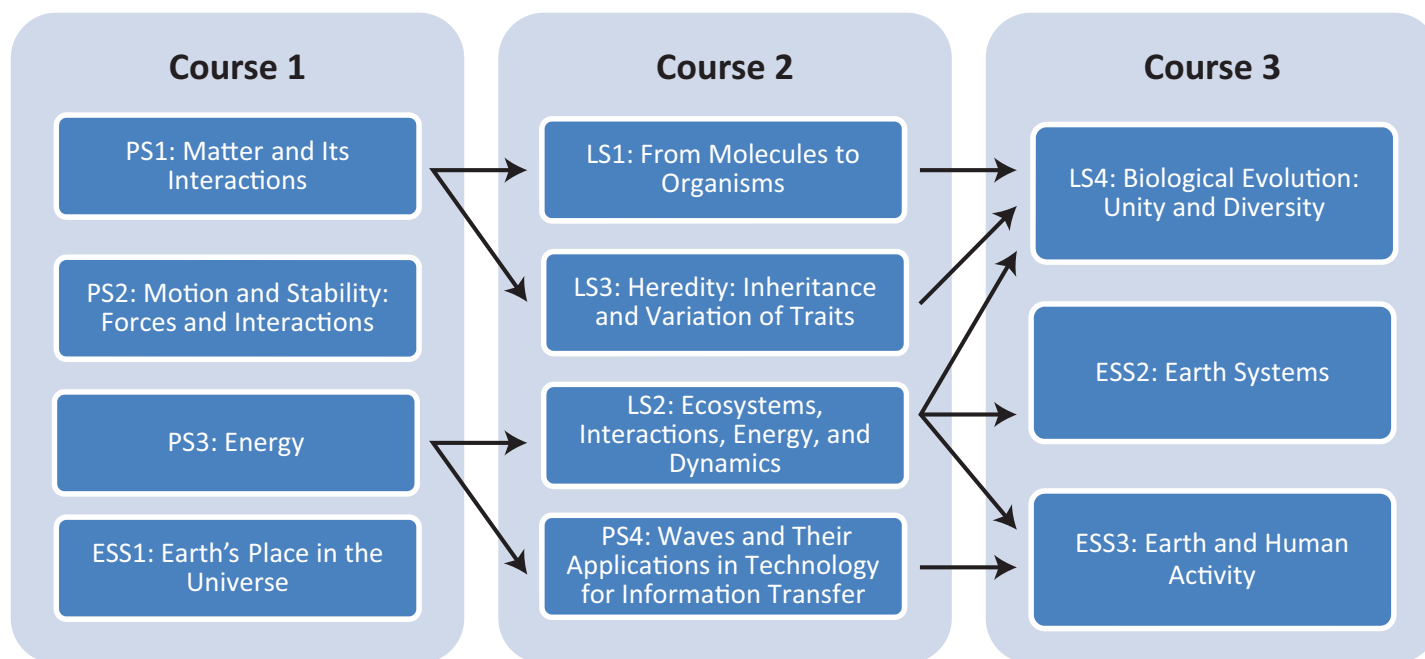 Course 1
PS1: Matter and Its
Interactions
PS2: Motion and Stability:
Forces and Interactions
PS3: Energy
ESS1: Earth's Place in the
Universe
Course 2
LS1: From Molecules to
Organisms
LS3: Heredity: Inheritance
and Variation of Traits
LS2: Ecosystems,
Interactions, Energy, and
Dynamics
PS4: Waves and Their
Applications in Technology
for Information Transfer
Course 3
LS4: Biological Evolution:
Unity and Diversity
ESS2: Earth Systems
ESS3: Earth and Human
Activity